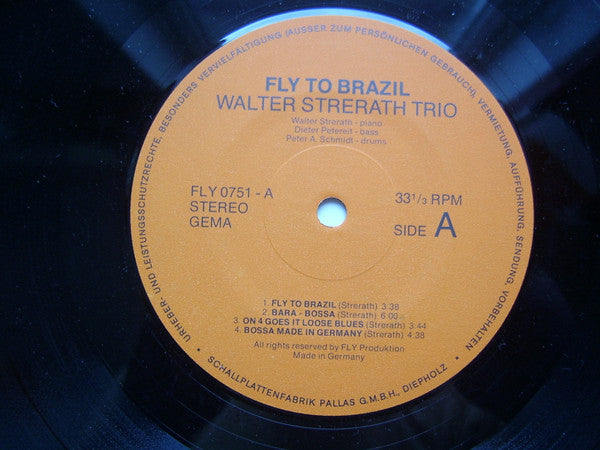 URHEBER- UND LEISTUNGSSCHUTZRECHTE, BESONDERS VERVIELFÄLTIGUNG (AUSSER ZUM PERSÖNLICHEN GEBRAUCH), VERMIETUNG, AUFFÜHRUNG, SENDUNG, VORBEHALTEN
FLY TO BRAZIL
WALTER STRERATH TRIO
Walter Strerath - piano
Dieter Petereit - bass
Peter A. Schmidt - drums
FLY 0751 - A
STEREO
GEMA
33 1/3 RPM
SIDE A
1. FLY TO BRAZIL (Strerath) 3:38
2. BARA - BOSSA (Strerath) 6:00
3. ON 4 GOES IT LOOSE BLUES (Strerath) 3:44
4. BOSSA MADE IN GERMANY (Strerath) 4:38
All rights reserved by FLY Produktion
Made in Germany
• SCHALLPLATTENFABRIK PALLAS G.M.B.H., DIEPHOLZ •